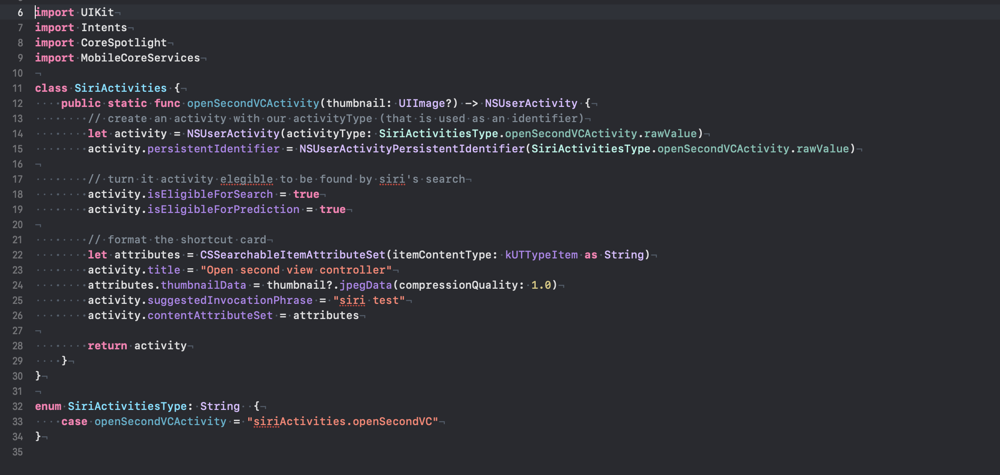 6 import UIKit
7 import Intents
8 import CoreSpotlight
9 import MobileCoreServices
10
11 class SiriActivities {
12     public static func openSecondVCActivity(thumbnail: UIImage?) -> NSUserActivity {
13         // create an activity with our activityType (that is used as an identifier)
14         let activity = NSUserActivity(activityType: SiriActivitiesType.openSecondVCActivity.rawValue)
15         activity.persistentIdentifier = NSUserActivityPersistentIdentifier(SiriActivitiesType.openSecondVCActivity.rawValue)
16
17         // turn it activity elegible to be found by siri's search
18         activity.isEligibleForSearch = true
19         activity.isEligibleForPrediction = true
20
21         // format the shortcut card
22         let attributes = CSSearchableItemAttributeSet(itemContentType: kUTTypeItem as String)
23         activity.title = "Open second view controller"
24         attributes.thumbnailData = thumbnail?.jpegData(compressionQuality: 1.0)
25         activity.suggestedInvocationPhrase = "siri test"
26         activity.contentAttributeSet = attributes
27
28         return activity
29     }
30 }
31
32 enum SiriActivitiesType: String  {
33     case openSecondVCActivity = "siriActivities.openSecondVC"
34 }
35